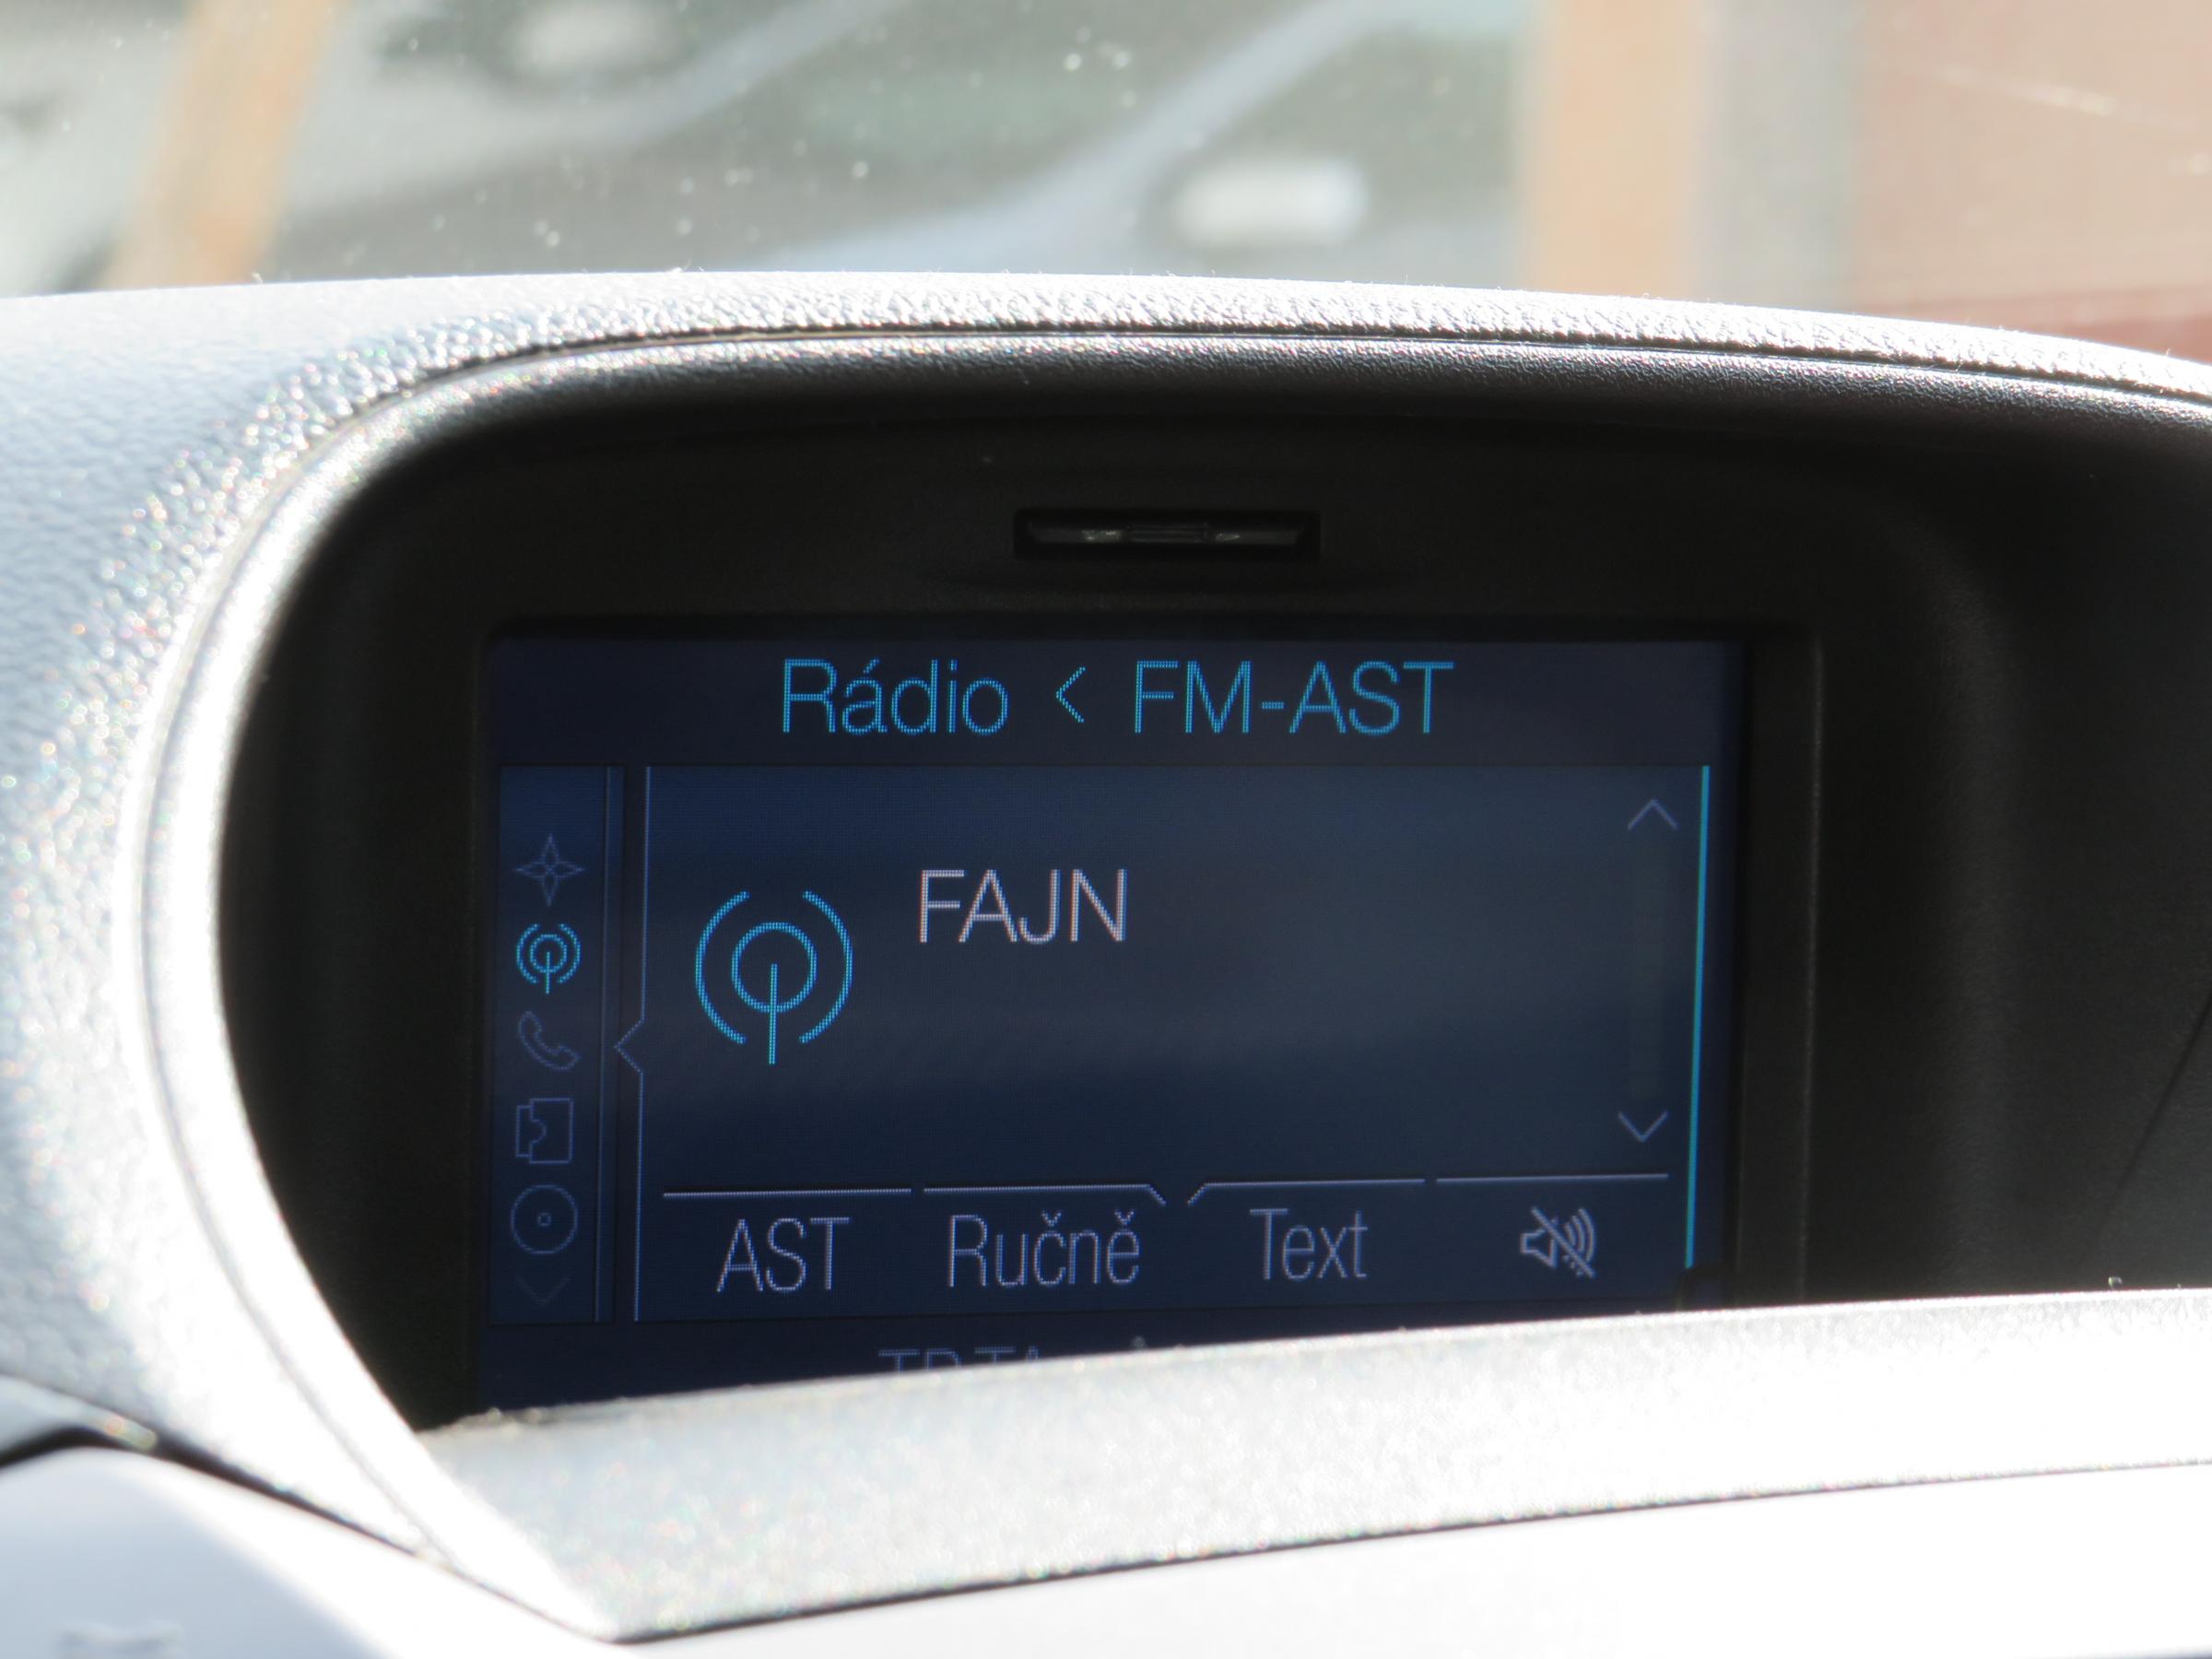 Rádio < FM-AST
FAJN
AST Ručně Text